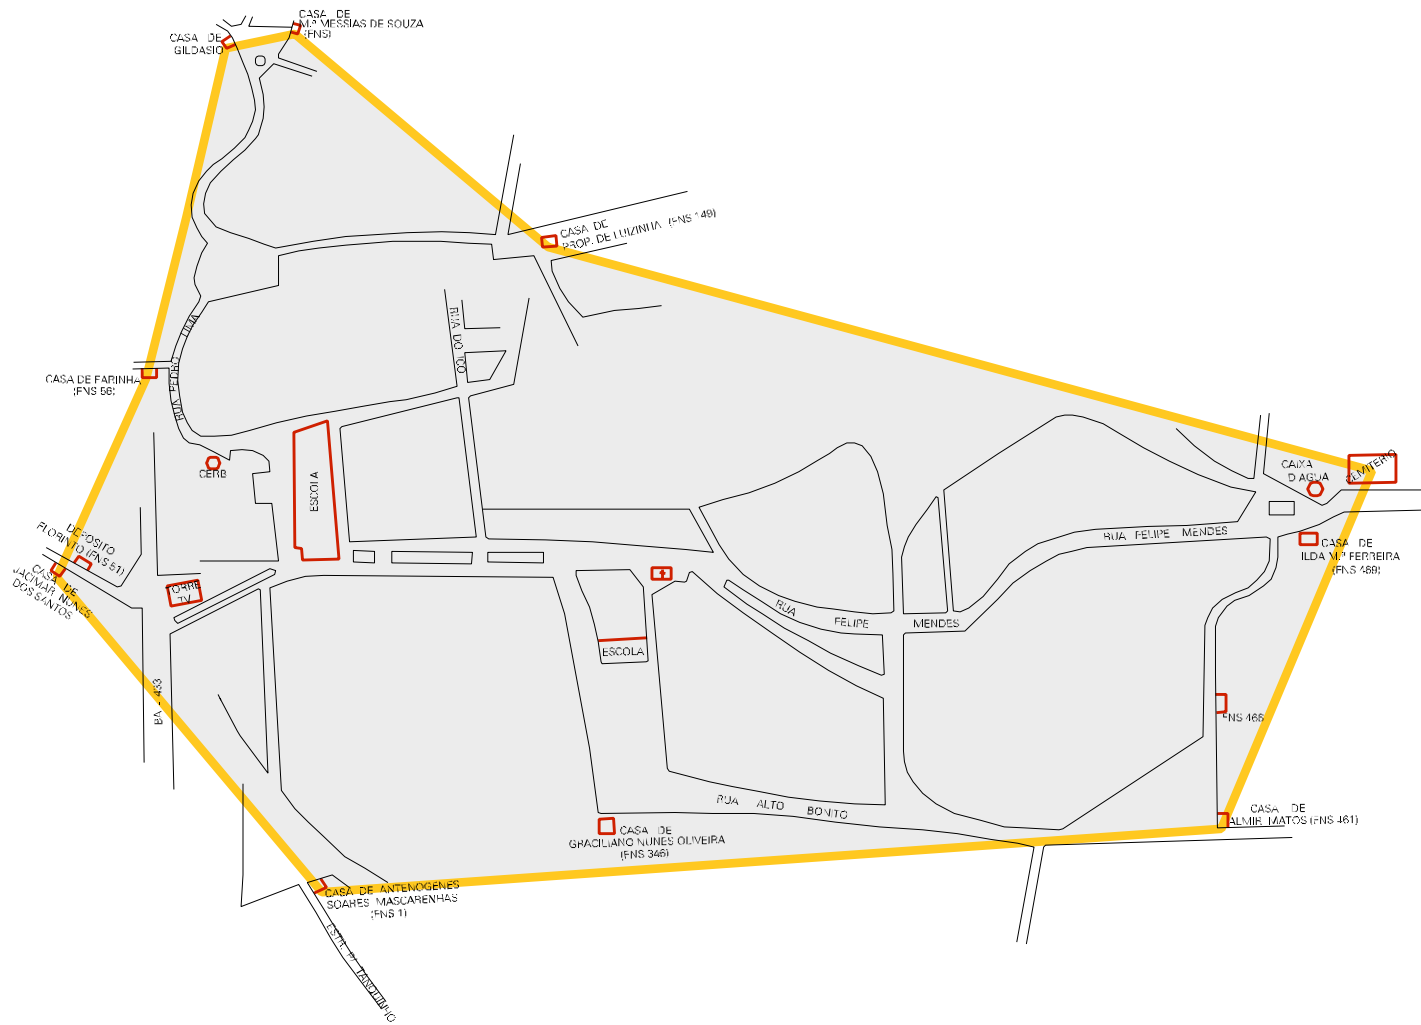 CASA DE
M.ª MESSIAS DE SOUZA
(FNS)
CASA DE
GILDASIO
CASA DE
PROP. DE LUIZINHA (FNS 149)
RUA DO ICO
RUA PEDRO LIMA
CASA DE FARINHA
(FNS 56)
CERB
ESCOLA
CAIXA
D'AGUA
CEMITERIO
RUA FELIPE MENDES
CASA DE
ILDA M.ª FERREIRA
(FNS 469)
DEPOSITO
FLORINTO (FNS 51)
CASA DE
JACIMAR NUNES
DOS SANTOS
TORRE
TV
RUA FELIPE MENDES
ESCOLA
BA - 433
FNS 466
RUA ALTO BONITO
CASA DE
ALMIR MATOS (FNS 461)
CASA DE
GRACILIANO NUNES OLIVEIRA
(FNS 346)
CASA DE ANTENOGENES
SOARES MASCARENHAS
(FNS 1)
ESTR. P/ TANQUINHO